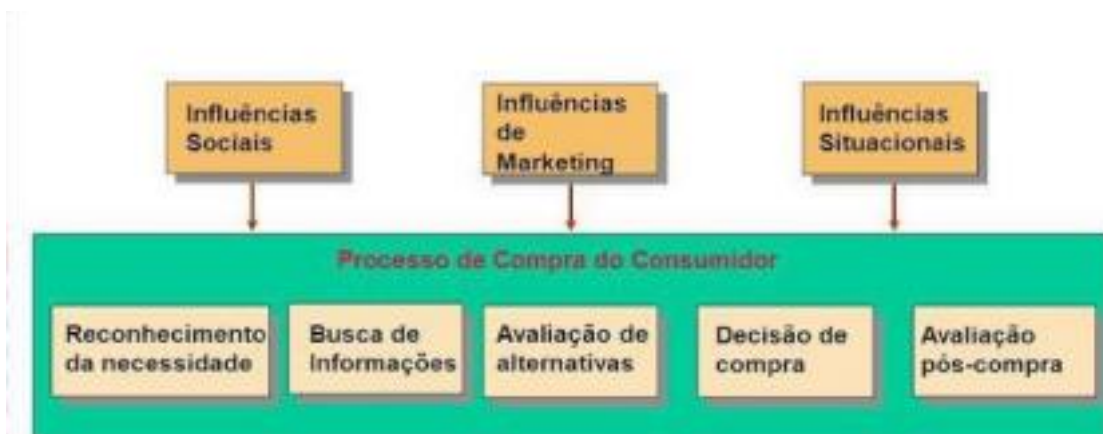 Influências
Sociais
Influências
de
Marketing
Influências
Situacionais
Processo de Compra do Consumidor
Reconhecimento
da necessidade
Busca de
Informações
Avaliação de
alternativas
Decisão de
compra
Avaliação
pós-compra